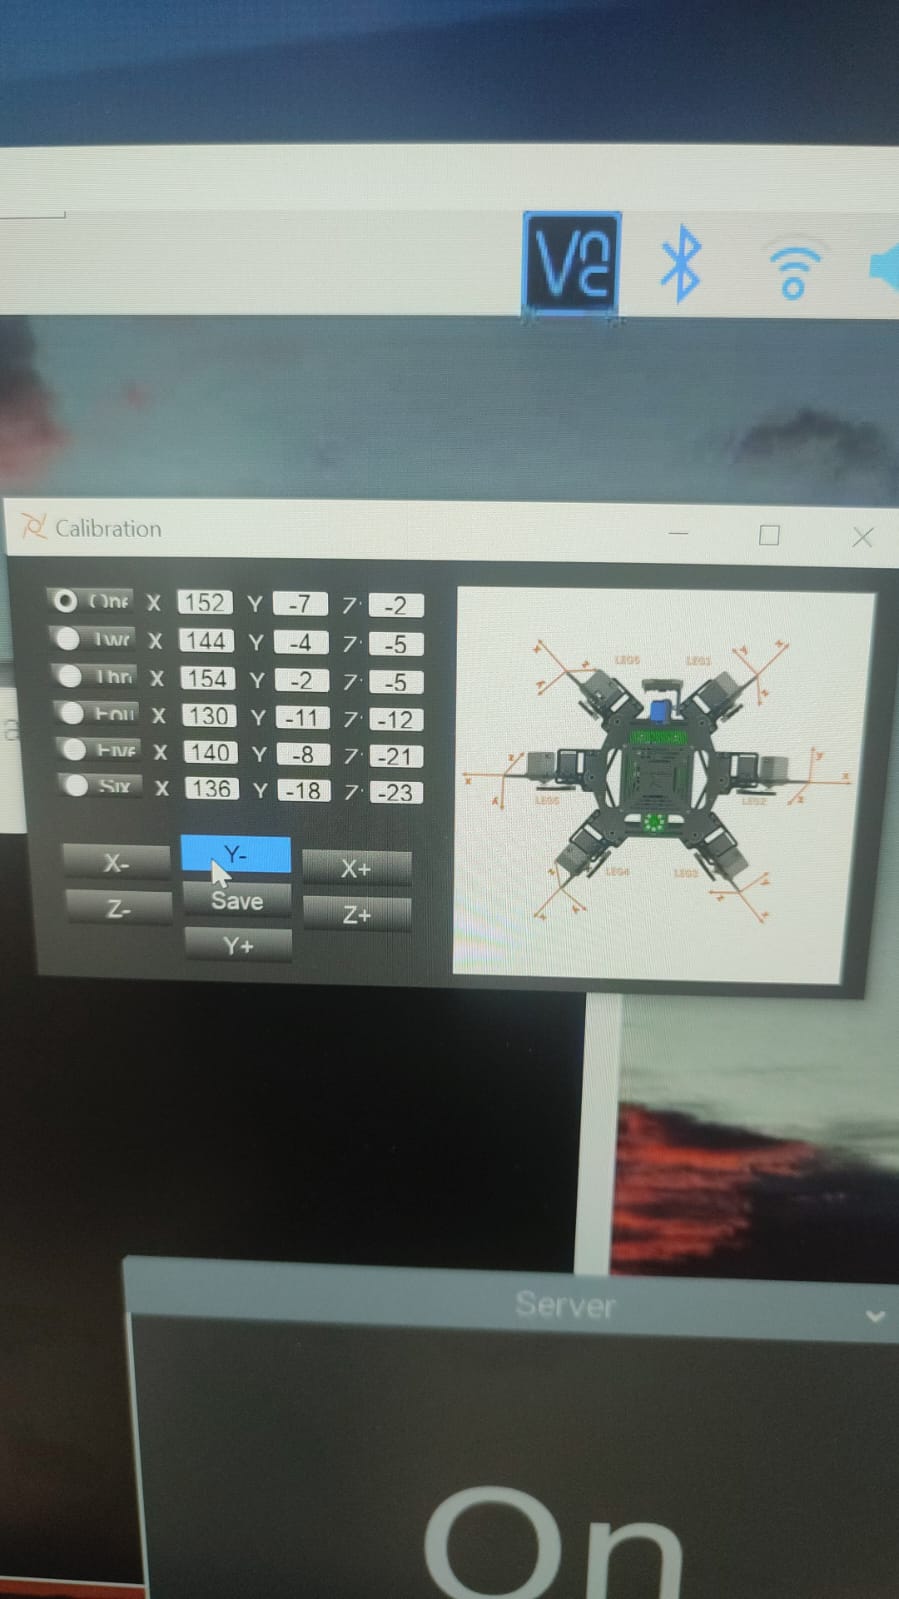 VNC
Calibration
One X 152 Y -7 Z -2
Two X 144 Y -4 Z -5
Thr X 154 Y -2 Z -5
Fou X 130 Y -11 Z -12
Five X 140 Y -8 Z -21
Six X 136 Y -18 Z -23
X- Y- X+
Z- Save Z+
Y+
LEG6 LEG1
LEG5 LEG2
LEG4 LEG3
Server
On